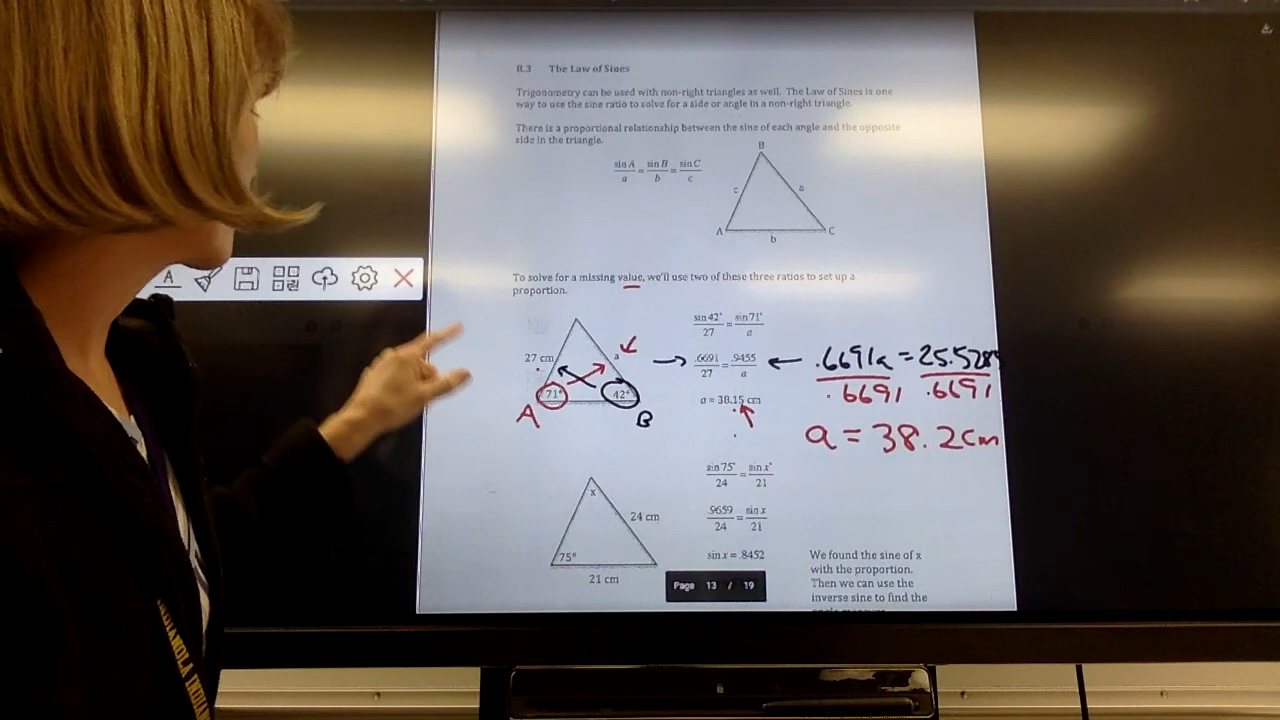 8.3 The Law of Sines
Trigonometry can be used with non-right triangles as well. The Law of Sines is one
way to use the sine ratio to solve for a side or angle in a non-right triangle.
There is a proportional relationship between the sine of each angle and the opposite
side in the triangle.
sin A / a = sin B / b = sin C / c
B
c a
A C
b
A
To solve for a missing value, we'll use two of these three ratios to set up a
proportion.
sin 42° / 27 = sin 71° / a
27 cm a
.6691 / 27 = .9455 / a
.6691a = 25.528
.6691 .6691
71° 42°
a = 38.15 cm
A B
a = 38.2cm
sin 75° / 24 = sin x° / 21
x
24 cm
.9659 / 24 = sin x / 21
75°
sin x = .8452
21 cm
We found the sine of x
with the proportion.
Then we can use the
inverse sine to find the
angle measure
Page 13 / 19